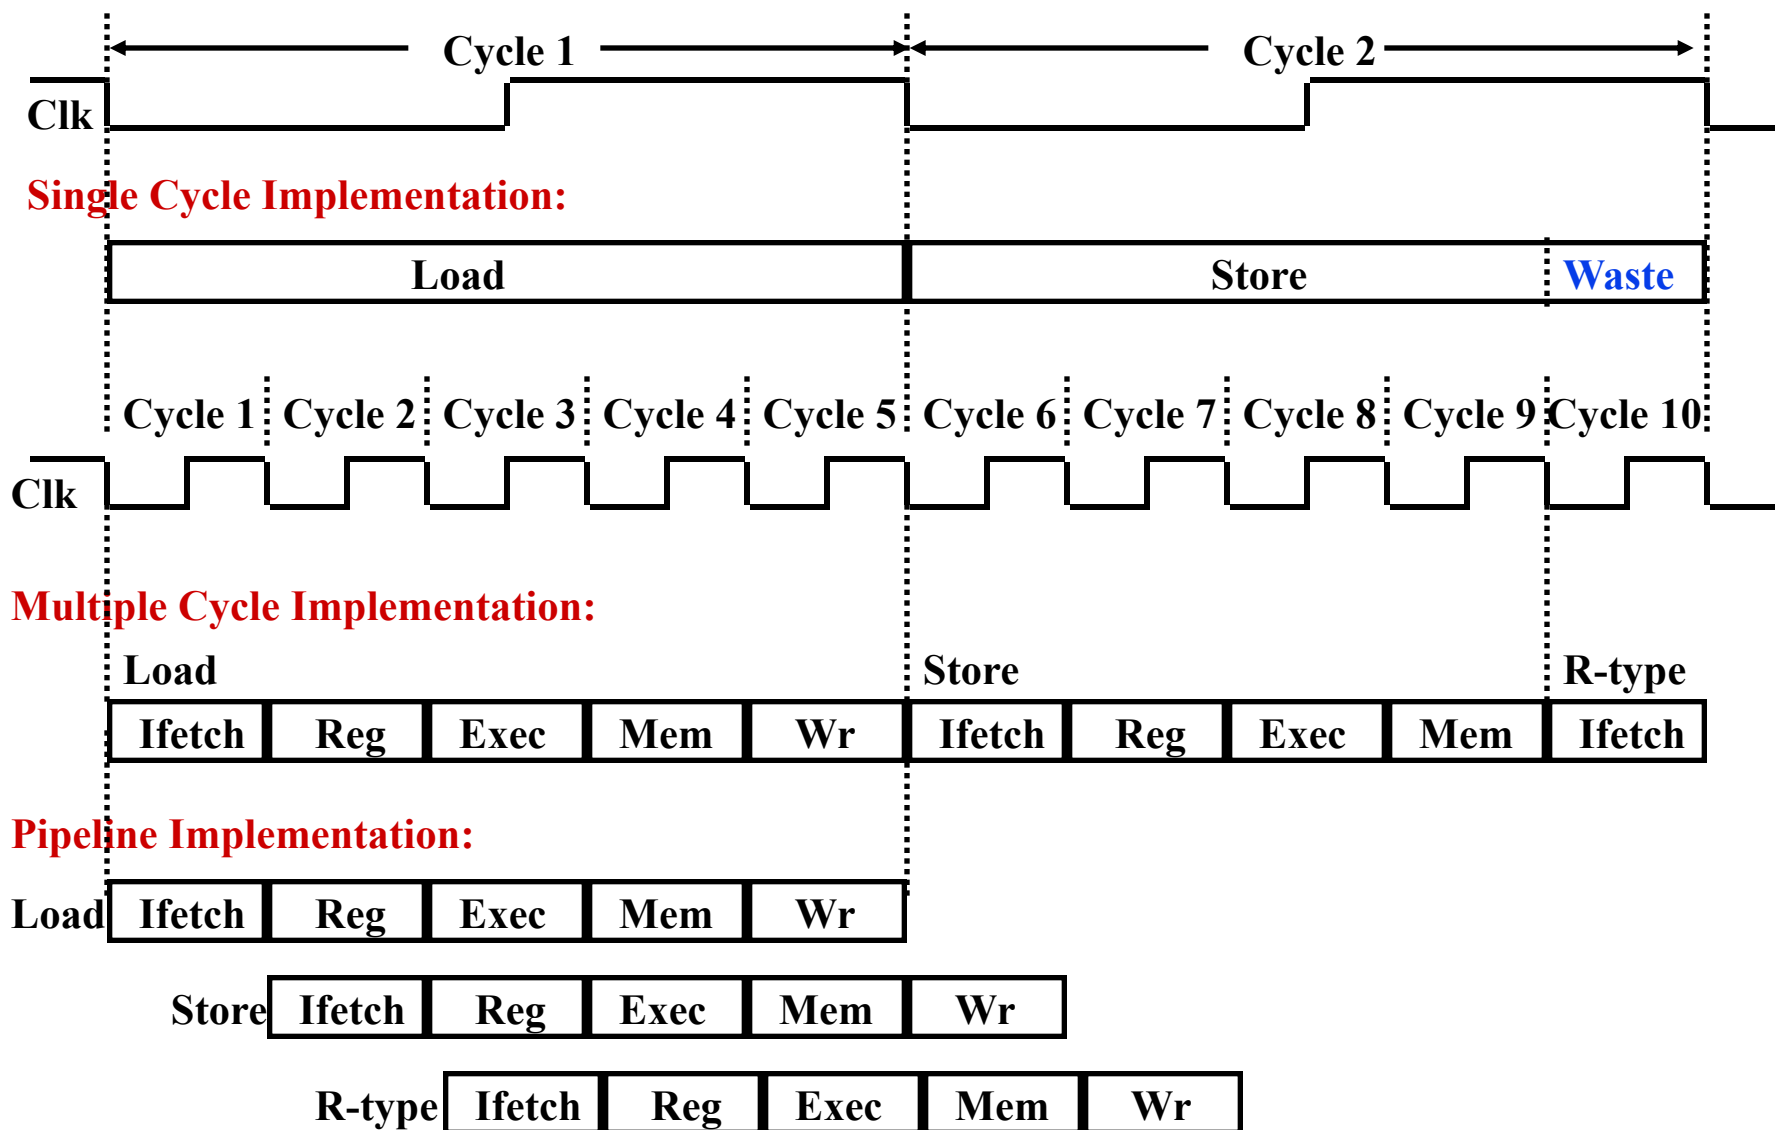 Cycle 1 Cycle 2
Clk
Single Cycle Implementation:
Load Store Waste
Cycle 1 Cycle 2 Cycle 3 Cycle 4 Cycle 5 Cycle 6 Cycle 7 Cycle 8 Cycle 9 Cycle 10
Clk
Multiple Cycle Implementation:
Load Store R-type
Ifetch Reg Exec Mem Wr Ifetch Reg Exec Mem Ifetch
Pipeline Implementation:
Load Ifetch Reg Exec Mem Wr
Store Ifetch Reg Exec Mem Wr
R-type Ifetch Reg Exec Mem Wr